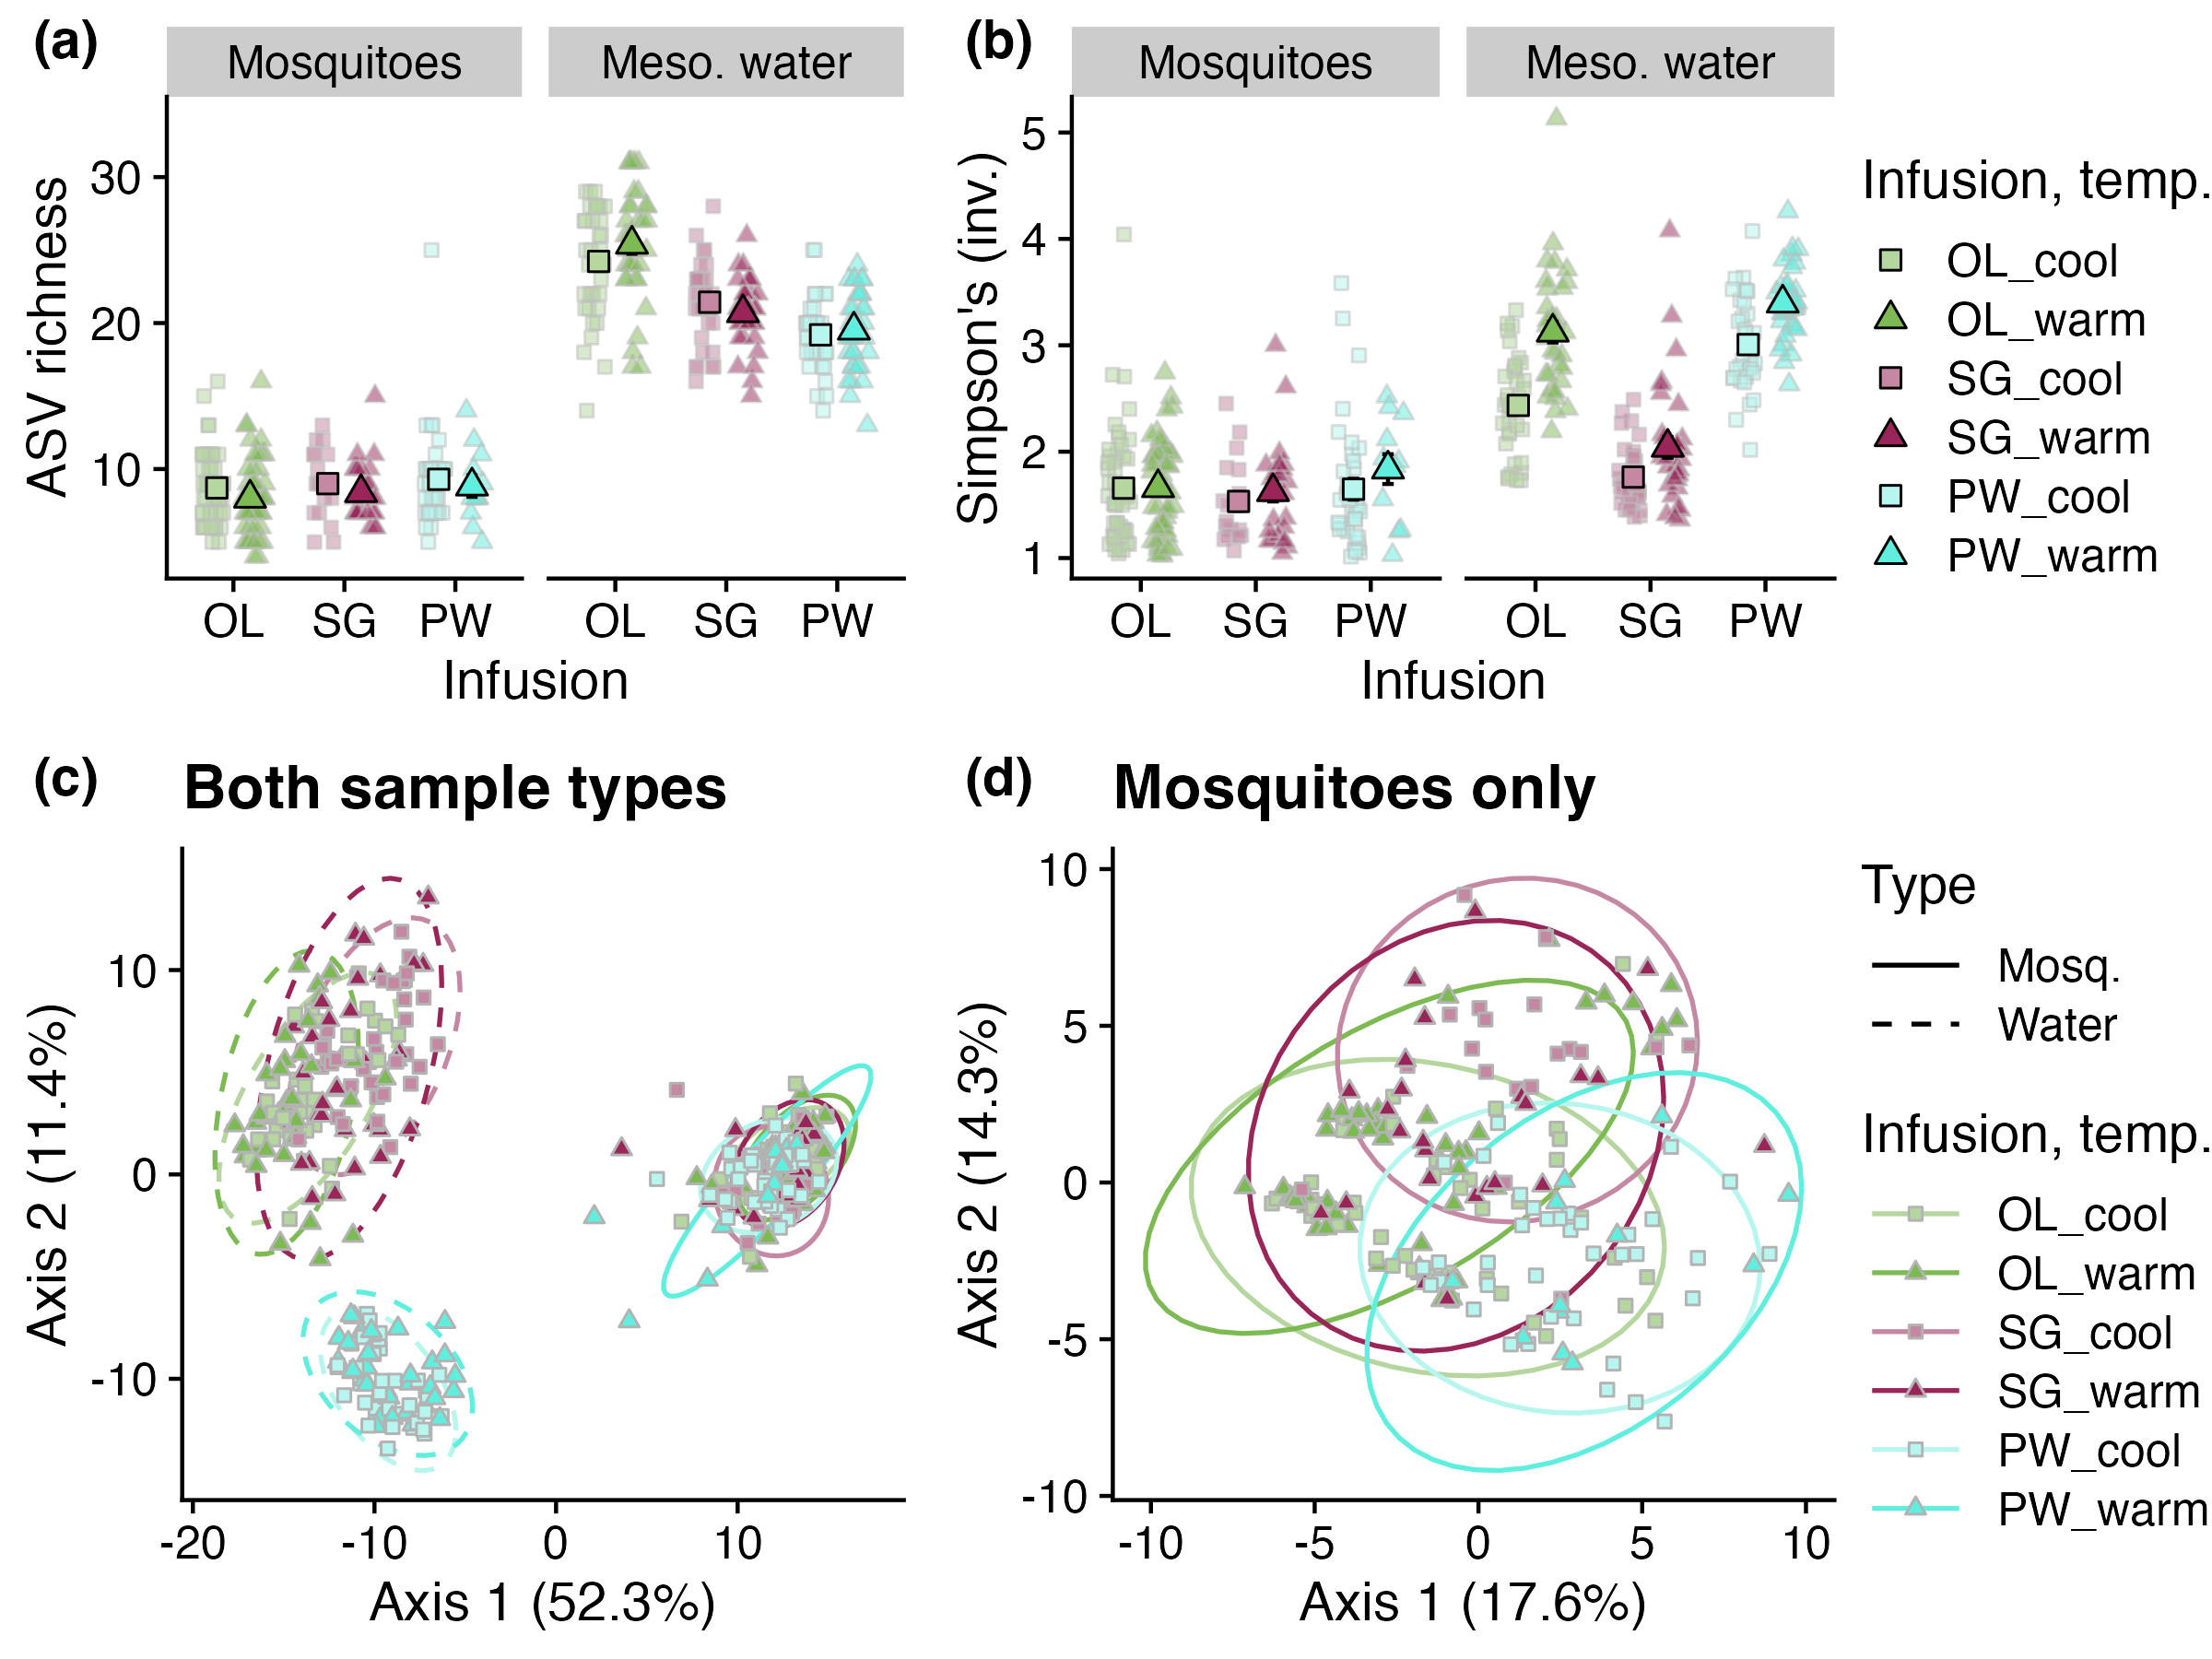 (a)
Mosquitoes
Meso. water
ASV richness
30
20
10
OL
SG
PW
OL
SG
PW
Infusion
(b)
Mosquitoes
Meso. water
Simpson's (inv.)
5
4
3
2
1
OL
SG
PW
OL
SG
PW
Infusion
Infusion, temp.
OL_cool
OL_warm
SG_cool
SG_warm
PW_cool
PW_warm
(c)
Both sample types
Axis 2 (11.4%)
10
0
-10
-20
-10
0
10
Axis 1 (52.3%)
(d)
Mosquitoes only
Axis 2 (14.3%)
10
5
0
-5
-10
-10
-5
0
5
10
Axis 1 (17.6%)
Type
Mosq.
Water
Infusion, temp.
OL_cool
OL_warm
SG_cool
SG_warm
PW_cool
PW_warm